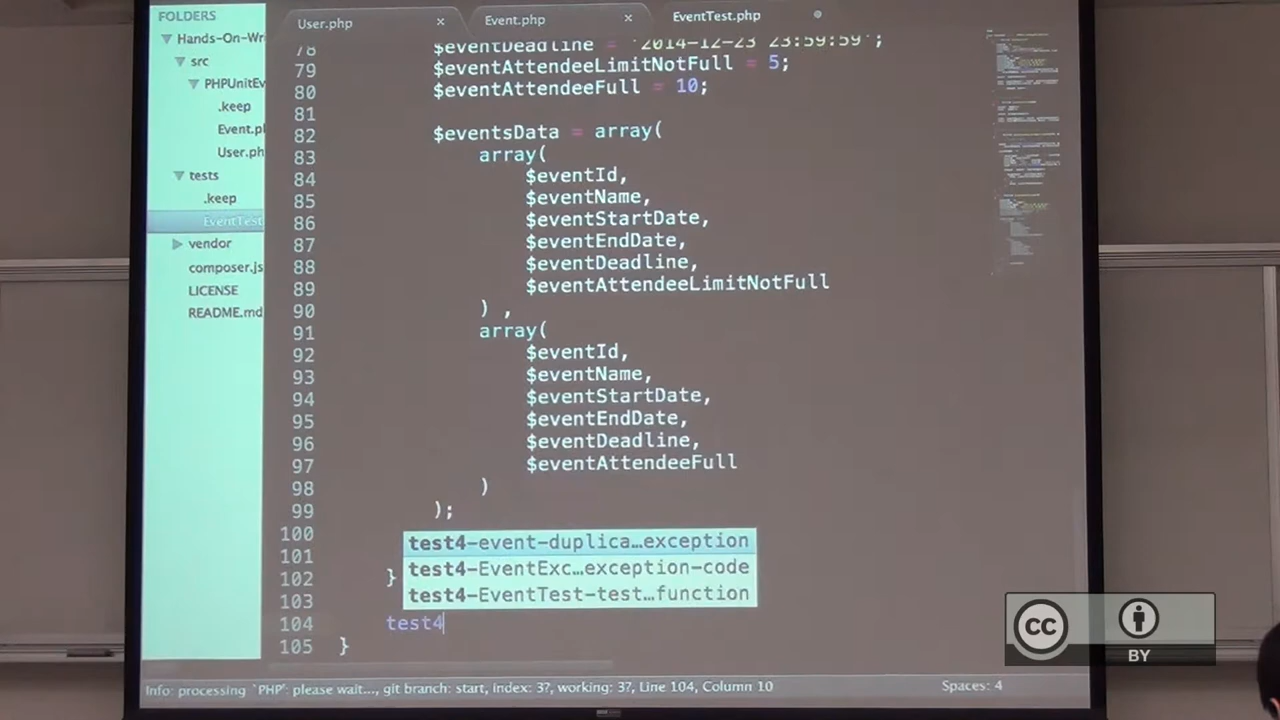 FOLDERS
Hands-On-Wri
src
PHPUnitEv
.keep
Event.ph
User.ph
tests
.keep
EventTest
vendor
composer.js
LICENSE
README.md
User.php ×
Event.php ×
EventTest.php
78 $eventDeadline = '2014-12-23 23:59:59';
79 $eventAttendeeLimitNotFull = 5;
80 $eventAttendeeFull = 10;
81
82 $eventsData = array(
83 array(
84 $eventId,
85 $eventName,
86 $eventStartDate,
87 $eventEndDate,
88 $eventDeadline,
89 $eventAttendeeLimitNotFull
90 ) ,
91 array(
92 $eventId,
93 $eventName,
94 $eventStartDate,
95 $eventEndDate,
96 $eventDeadline,
97 $eventAttendeeFull
98 )
99 );
100
101
102 }
103
104 test4
105 }
test4-event-duplica…exception
test4-EventExc…exception-code
test4-EventTest-test…function
Info: processing `PHP`: please wait…, git branch: start, index: 3?, working: 3?, Line 104, Column 10
Spaces: 4
CC
BY